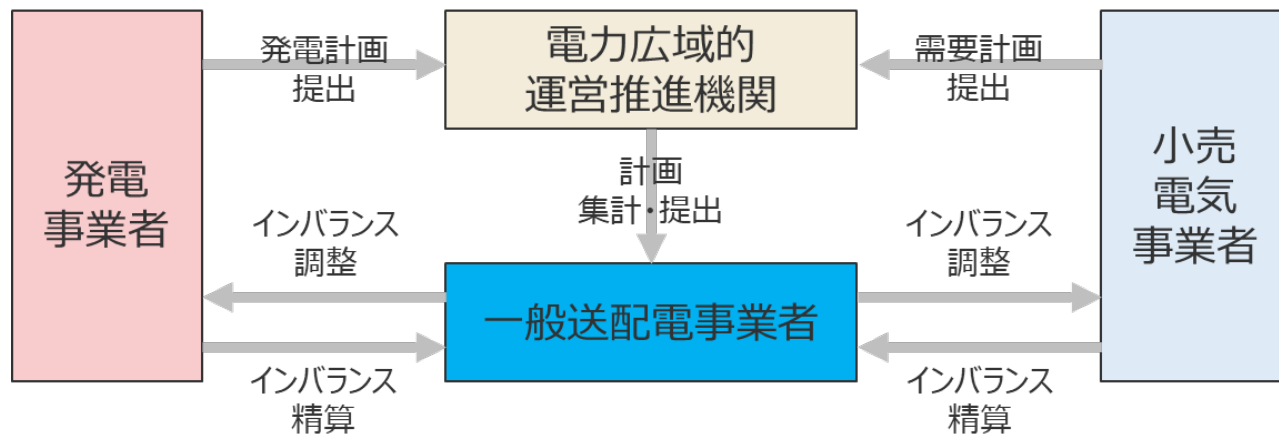 発電計画
提出
電力広域的
運営推進機関
需要計画
提出
発電
事業者
計画
集計・提出
小売
電気
事業者
インバランス
調整
インバランス
調整
一般送配電事業者
インバランス
精算
インバランス
精算